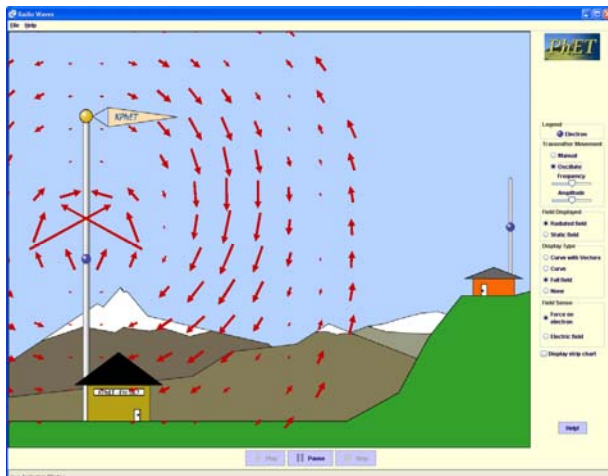 Radio Waves
File Help
KPhET
PhET
Legend
Electron
Transmitter Movement
Manual
Oscillate
Frequency
Amplitude
Field Displayed
Radiated field
Static field
Display Type
Curve with Vectors
Curve
Full field
None
Field Sense
Force on
electron
Electric field
Display strip chart
Help!
Play Pause Step